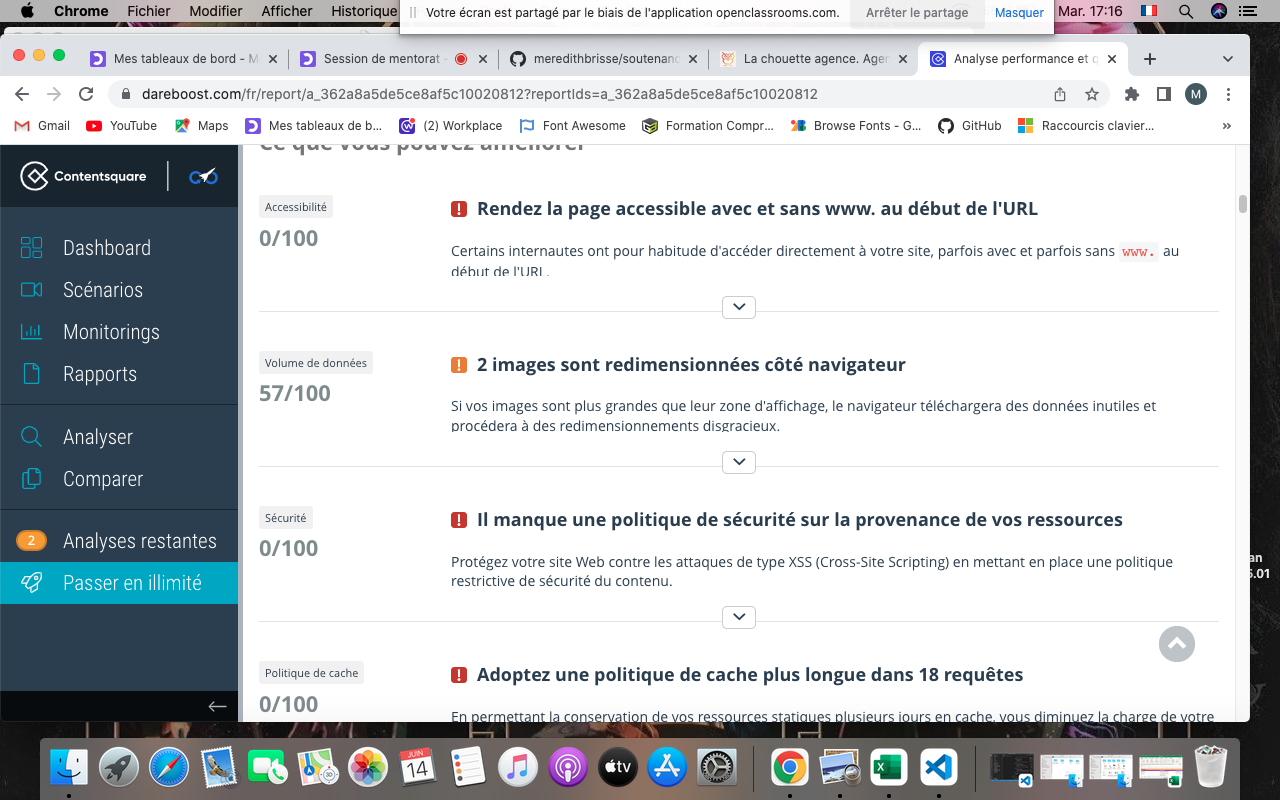 Chrome Fichier Modifier Afficher Historique
Votre écran est partagé par le biais de l'application openclassrooms.com. Arrêter le partage Masquer
Mar. 17:16
Mes tableaux de bord - M
Session de mentorat -
meredithbrisse/soutenanc
La chouette agence. Agen
Analyse performance et q
dareboost.com/fr/report/a_362a8a5de5ce8af5c10020812?reportIds=a_362a8a5de5ce8af5c10020812
M
Gmail YouTube Maps Mes tableaux de b... (2) Workplace Font Awesome Formation Compr... Browse Fonts - G... GitHub Raccourcis clavier... »
Contentsquare
Dashboard
Scénarios
Monitorings
Rapports
Analyser
Comparer
2 Analyses restantes
Passer en illimité
Ce que vous pouvez améliorer
Accessibilité
0/100
Rendez la page accessible avec et sans www. au début de l'URL
Certains internautes ont pour habitude d'accéder directement à votre site, parfois avec et parfois sans www. au
début de l'URL.
Volume de données
57/100
2 images sont redimensionnées côté navigateur
Si vos images sont plus grandes que leur zone d'affichage, le navigateur téléchargera des données inutiles et
procédera à des redimensionnements disgracieux.
Sécurité
0/100
Il manque une politique de sécurité sur la provenance de vos ressources
Protégez votre site Web contre les attaques de type XSS (Cross-Site Scripting) en mettant en place une politique
restrictive de sécurité du contenu.
Politique de cache
0/100
Adoptez une politique de cache plus longue dans 18 requêtes
En permettant la conservation de vos ressources statiques plusieurs jours en cache, vous diminuez la charge de votre
an
5.01
JUIN
14
3D
tv